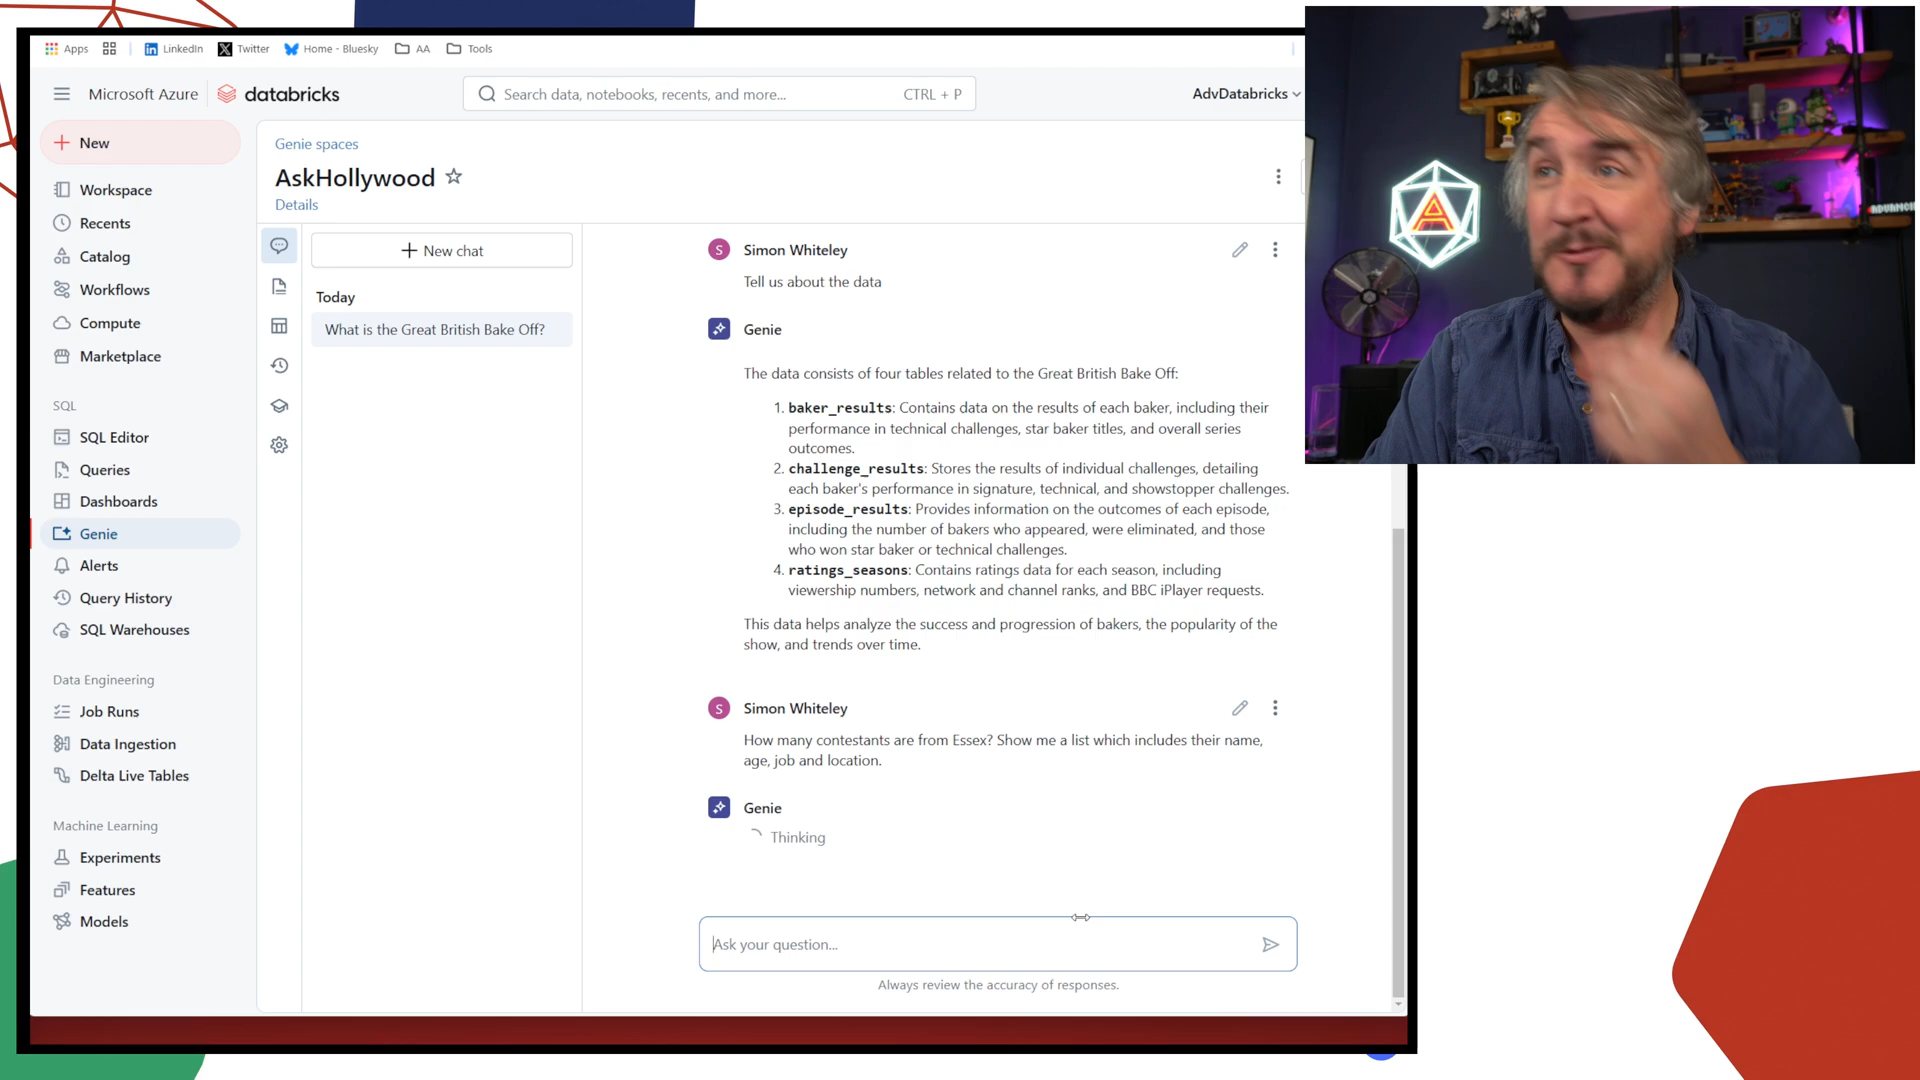 Apps
LinkedIn
Twitter
Home - Bluesky
AA
Tools
Microsoft Azure
databricks
Search data, notebooks, recents, and more...
CTRL + P
AdvDatabricks
New
Workspace
Recents
Catalog
Workflows
Compute
Marketplace
SQL
SQL Editor
Queries
Dashboards
Genie
Alerts
Query History
SQL Warehouses
Data Engineering
Job Runs
Data Ingestion
Delta Live Tables
Machine Learning
Experiments
Features
Models
Genie spaces
AskHollywood
Details
New chat
Today
What is the Great British Bake Off?
S
Simon Whiteley
Tell us about the data
Genie
The data consists of four tables related to the Great British Bake Off:
1. baker_results: Contains data on the results of each baker, including their
performance in technical challenges, star baker titles, and overall series
outcomes.
2. challenge_results: Stores the results of individual challenges, detailing
each baker's performance in signature, technical, and showstopper challenges.
3. episode_results: Provides information on the outcomes of each episode,
including the number of bakers who appeared, were eliminated, and those
who won star baker or technical challenges.
4. ratings_seasons: Contains ratings data for each season, including
viewership numbers, network and channel ranks, and BBC iPlayer requests.
This data helps analyze the success and progression of bakers, the popularity of the
show, and trends over time.
S
Simon Whiteley
How many contestants are from Essex? Show me a list which includes their name,
age, job and location.
Genie
Thinking
Ask your question...
Always review the accuracy of responses.
A